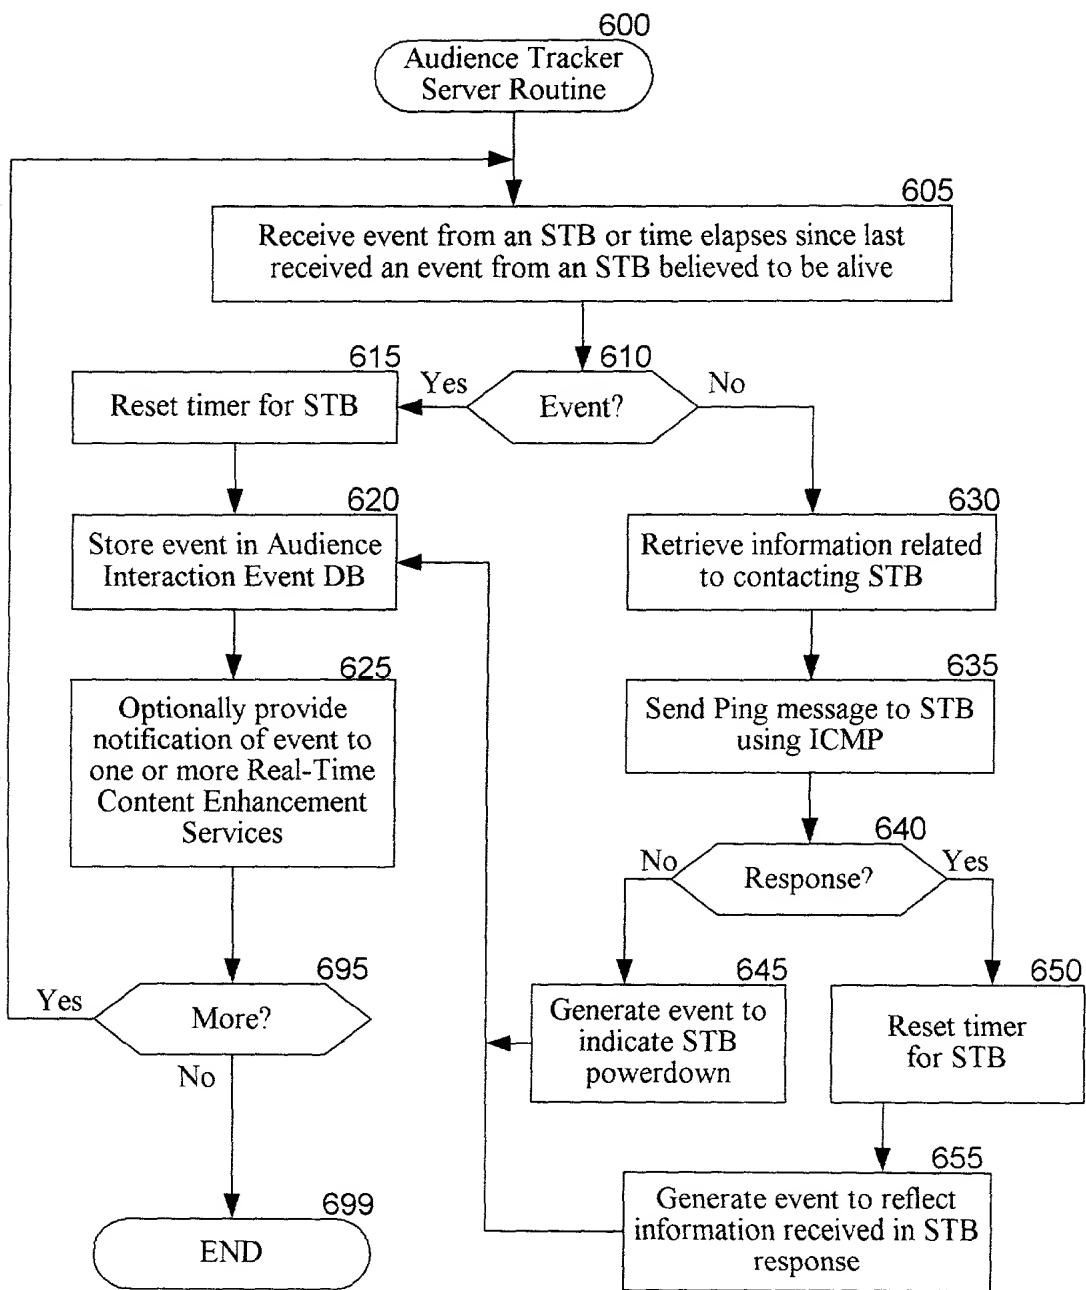 600
Audience Tracker
Server Routine
605
Receive event from an STB or time elapses since last
received an event from an STB believed to be alive
610
Event?
Yes
No
615
Reset timer for STB
620
Store event in Audience
Interaction Event DB
625
Optionally provide
notification of event to
one or more Real-Time
Content Enhancement
Services
630
Retrieve information related
to contacting STB
635
Send Ping message to STB
using ICMP
640
Response?
No
Yes
645
Generate event to
indicate STB
powerdown
650
Reset timer
for STB
655
Generate event to reflect
information received in STB
response
695
More?
Yes
No
699
END